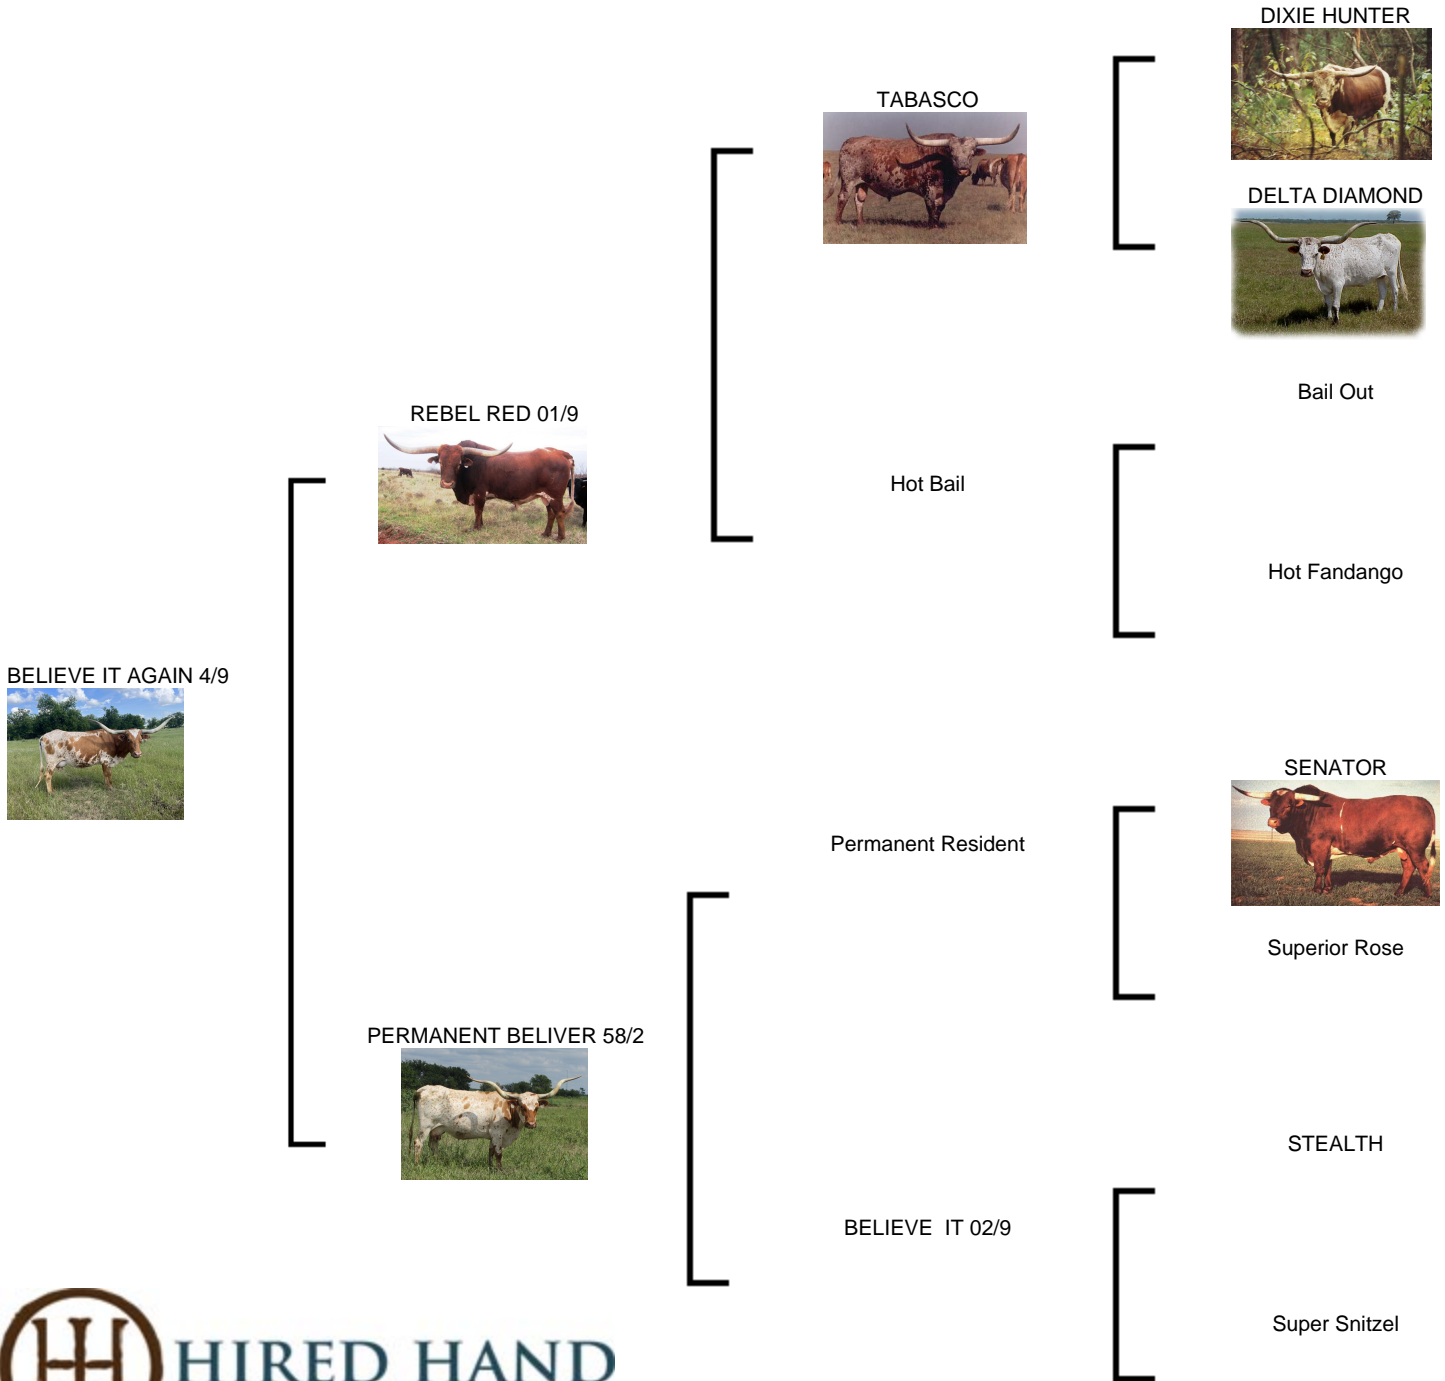 DIXIE HUNTER
TABASCO
DELTA DIAMOND
Bail Out
REBEL RED 01/9
Hot Bail
Hot Fandango
BELIEVE IT AGAIN 4/9
SENATOR
Permanent Resident
Superior Rose
PERMANENT BELIVER 58/2
STEALTH
BELIEVE  IT 02/9
Super Snitzel
HIRED HAND